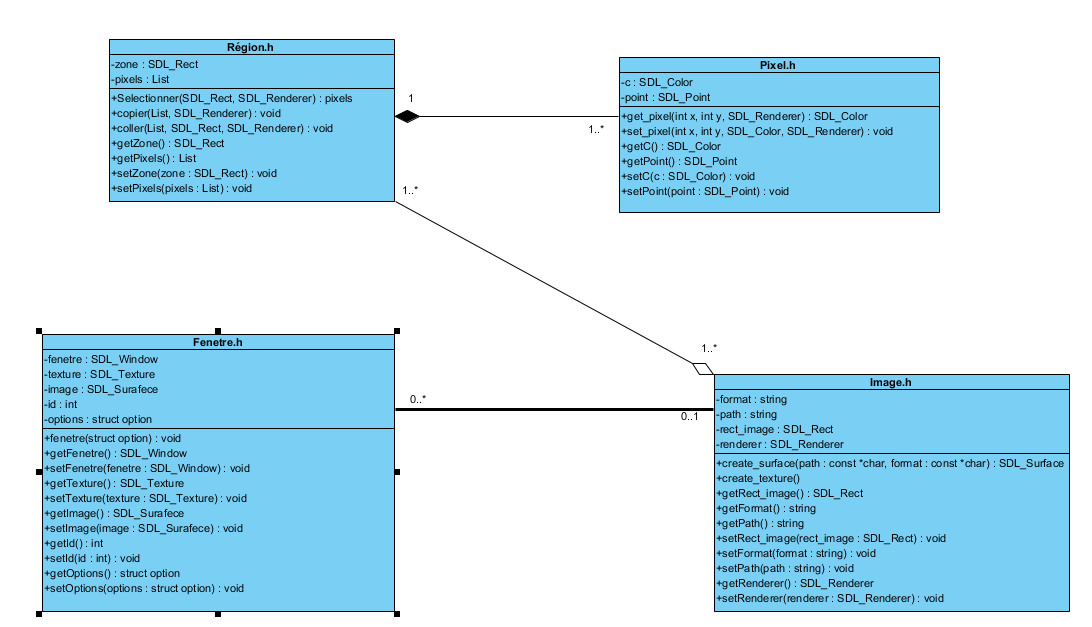 Région.h
-zone : SDL_Rect
-pixels : List
+Selectionner(SDL_Rect, SDL_Renderer) : pixels
+copier(List, SDL_Renderer) : void
+coller(List, SDL_Rect, SDL_Renderer) : void
+getZone() : SDL_Rect
+getPixels() : List
+setZone(zone : SDL_Rect) : void
+setPixels(pixels : List) : void
1
1..*
Pixel.h
-c : SDL_Color
-point : SDL_Point
+get_pixel(int x, int y, SDL_Renderer) : SDL_Color
+set_pixel(int x, int y, SDL_Color, SDL_Renderer) : void
+getC() : SDL_Color
+getPoint() : SDL_Point
+setC(c : SDL_Color) : void
+setPoint(point : SDL_Point) : void
1..*
1..*
Fenetre.h
-fenetre : SDL_Window
-texture : SDL_Texture
-image : SDL_Surafece
-id : int
-options : struct option
+fenetre(struct option) : void
+getFenetre() : SDL_Window
+setFenetre(fenetre : SDL_Window) : void
+getTexture() : SDL_Texture
+setTexture(texture : SDL_Texture) : void
+getImage() : SDL_Surafece
+setImage(image : SDL_Surafece) : void
+getId() : int
+setId(id : int) : void
+getOptions() : struct option
+setOptions(options : struct option) : void
0..*
0..1
Image.h
-format : string
-path : string
-rect_image : SDL_Rect
-renderer : SDL_Renderer
+create_surface(path : const *char, format : const *char) : SDL_Surface
+create_texture()
+getRect_image() : SDL_Rect
+getFormat() : string
+getPath() : string
+setRect_image(rect_image : SDL_Rect) : void
+setFormat(format : string) : void
+setPath(path : string) : void
+getRenderer() : SDL_Renderer
+setRenderer(renderer : SDL_Renderer) : void